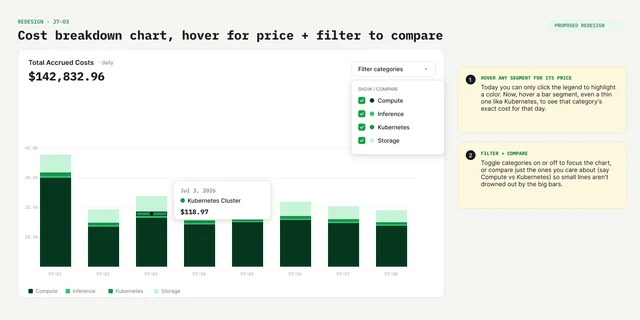 REDESIGN · J7-03
Cost breakdown chart, hover for price + filter to compare
PROPOSED REDESIGN
Total Accrued Costs · daily
$142,832.96
Filter categories
SHOW / COMPARE
Compute
Inference
Kubernetes
Storage
Jul 3, 2026
Kubernetes Cluster
$118.97
07/01
07/02
07/03
07/04
07/05
07/06
07/07
07/08
Compute
Inference
Kubernetes
Storage
1
HOVER ANY SEGMENT FOR ITS PRICE
Today you can only click the legend to highlight
a color. Now, hover a bar segment, even a thin
one like Kubernetes, to see that category's
exact cost for that day.
2
FILTER + COMPARE
Toggle categories on or off to focus the chart,
or compare just the ones you care about (say
Compute vs Kubernetes) so small lines aren't
drowned out by the big bars.